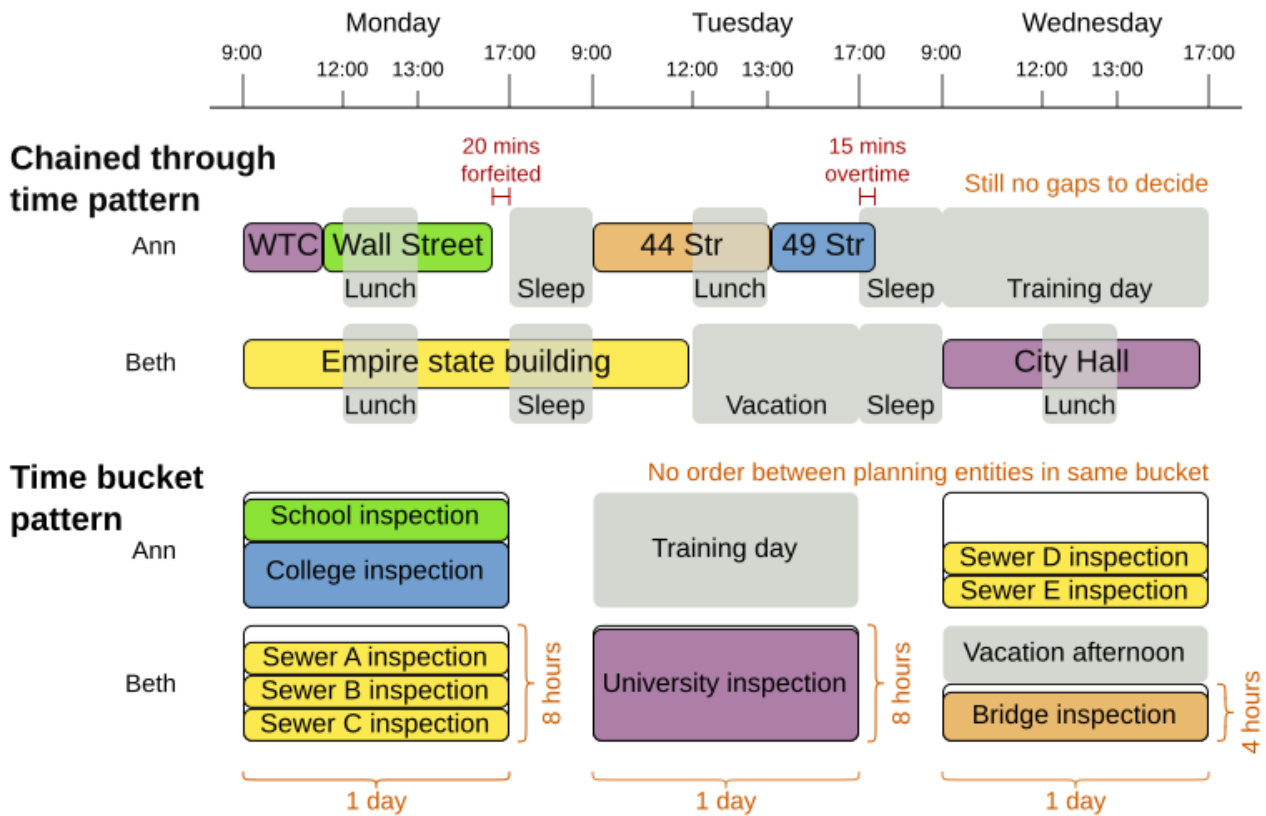 Monday Tuesday Wednesday
9:00 17:00 9:00 17:00 9:00 17:00
12:00 13:00 12:00 13:00 12:00 13:00
Chained through
time pattern
20 mins
forfeited
15 mins
overtime
Still no gaps to decide
Ann
WTC Wall Street 44 Str 49 Str
Lunch Sleep Lunch Sleep Training day
Beth
Empire state building City Hall
Lunch Sleep Vacation Sleep Lunch
Time bucket
pattern
No order between planning entities in same bucket
Ann
School inspection
College inspection
Training day
Sewer D inspection
Sewer E inspection
Beth
Sewer A inspection
Sewer B inspection
Sewer C inspection
8 hours
University inspection
8 hours
Vacation afternoon
Bridge inspection
4 hours
1 day 1 day 1 day